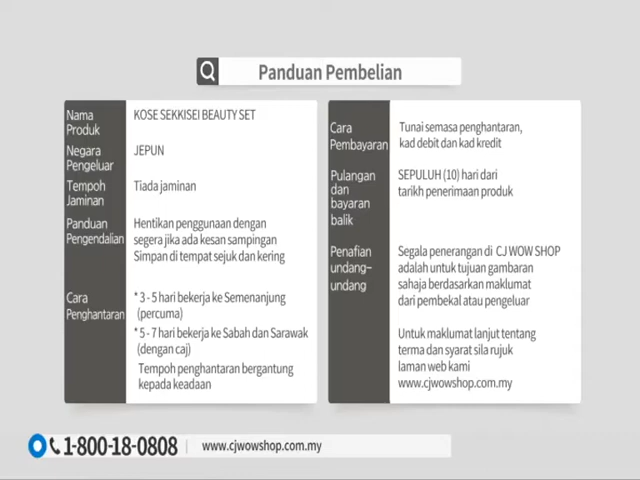 Panduan Pembelian
Nama
Produk
KOSE SEKKISEI BEAUTY SET
Negara
Pengeluar
JEPUN
Tempoh
Jaminan
Tiada jaminan
Panduan
Pengendalian
Hentikan penggunaan dengan
segera jika ada kesan sampingan
Simpan di tempat sejuk dan kering
Cara
Penghantaran
* 3 - 5 hari bekerja ke Semenanjung
(percuma)
* 5 - 7 hari bekerja ke Sabah dan Sarawak
(dengan caj)
Tempoh penghantaran bergantung
kepada keadaan
Cara
Pembayaran
Tunai semasa penghantaran,
kad debit dan kad kredit
Pulangan
dan
bayaran
balik
SEPULUH (10) hari dari
tarikh penerimaan produk
Penafian
undang-
undang
Segala penerangan di CJ WOW SHOP
adalah untuk tujuan gambaran
sahaja berdasarkan maklumat
dari pembekal atau pengeluar
Untuk maklumat lanjut tentang
terma dan syarat sila rujuk
laman web kami
www.cjwowshop.com.my
1-800-18-0808
www.cjwowshop.com.my